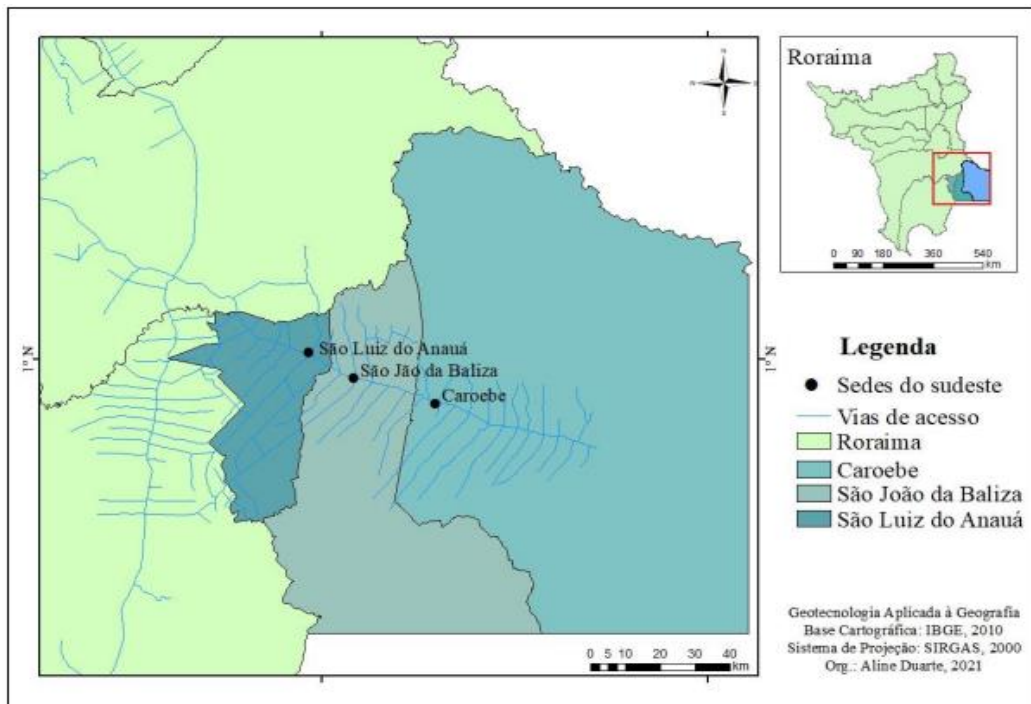 São Luiz do Anauá
São Jão da Baliza
Caroebe
1º N
1º N
0 5 10 20 30 40
km
Roraima
0 90 180 360 540
km
Legenda
Sedes do sudeste
Vias de acesso
Roraima
Caroebe
São João da Baliza
São Luiz do Anauá
Geotecnologia Aplicada à Geografia
Base Cartográfica: IBGE, 2010
Sistema de Projeção: SIRGAS, 2000
Org.: Aline Duarte, 2021